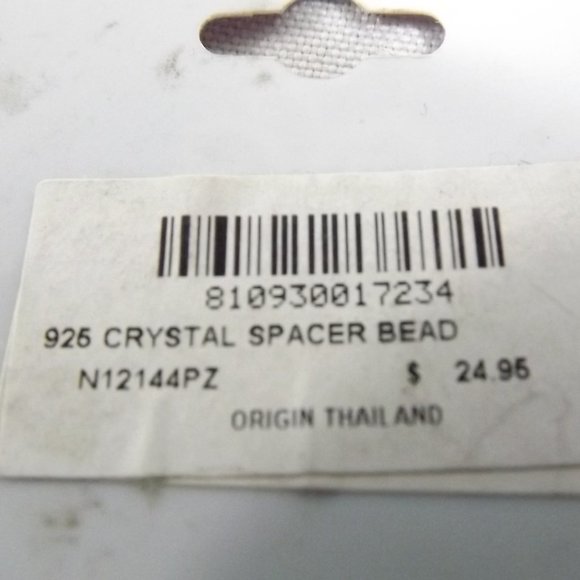 810930017234
925 CRYSTAL SPACER BEAD
N12144PZ $ 24.95
ORIGIN THAILAND